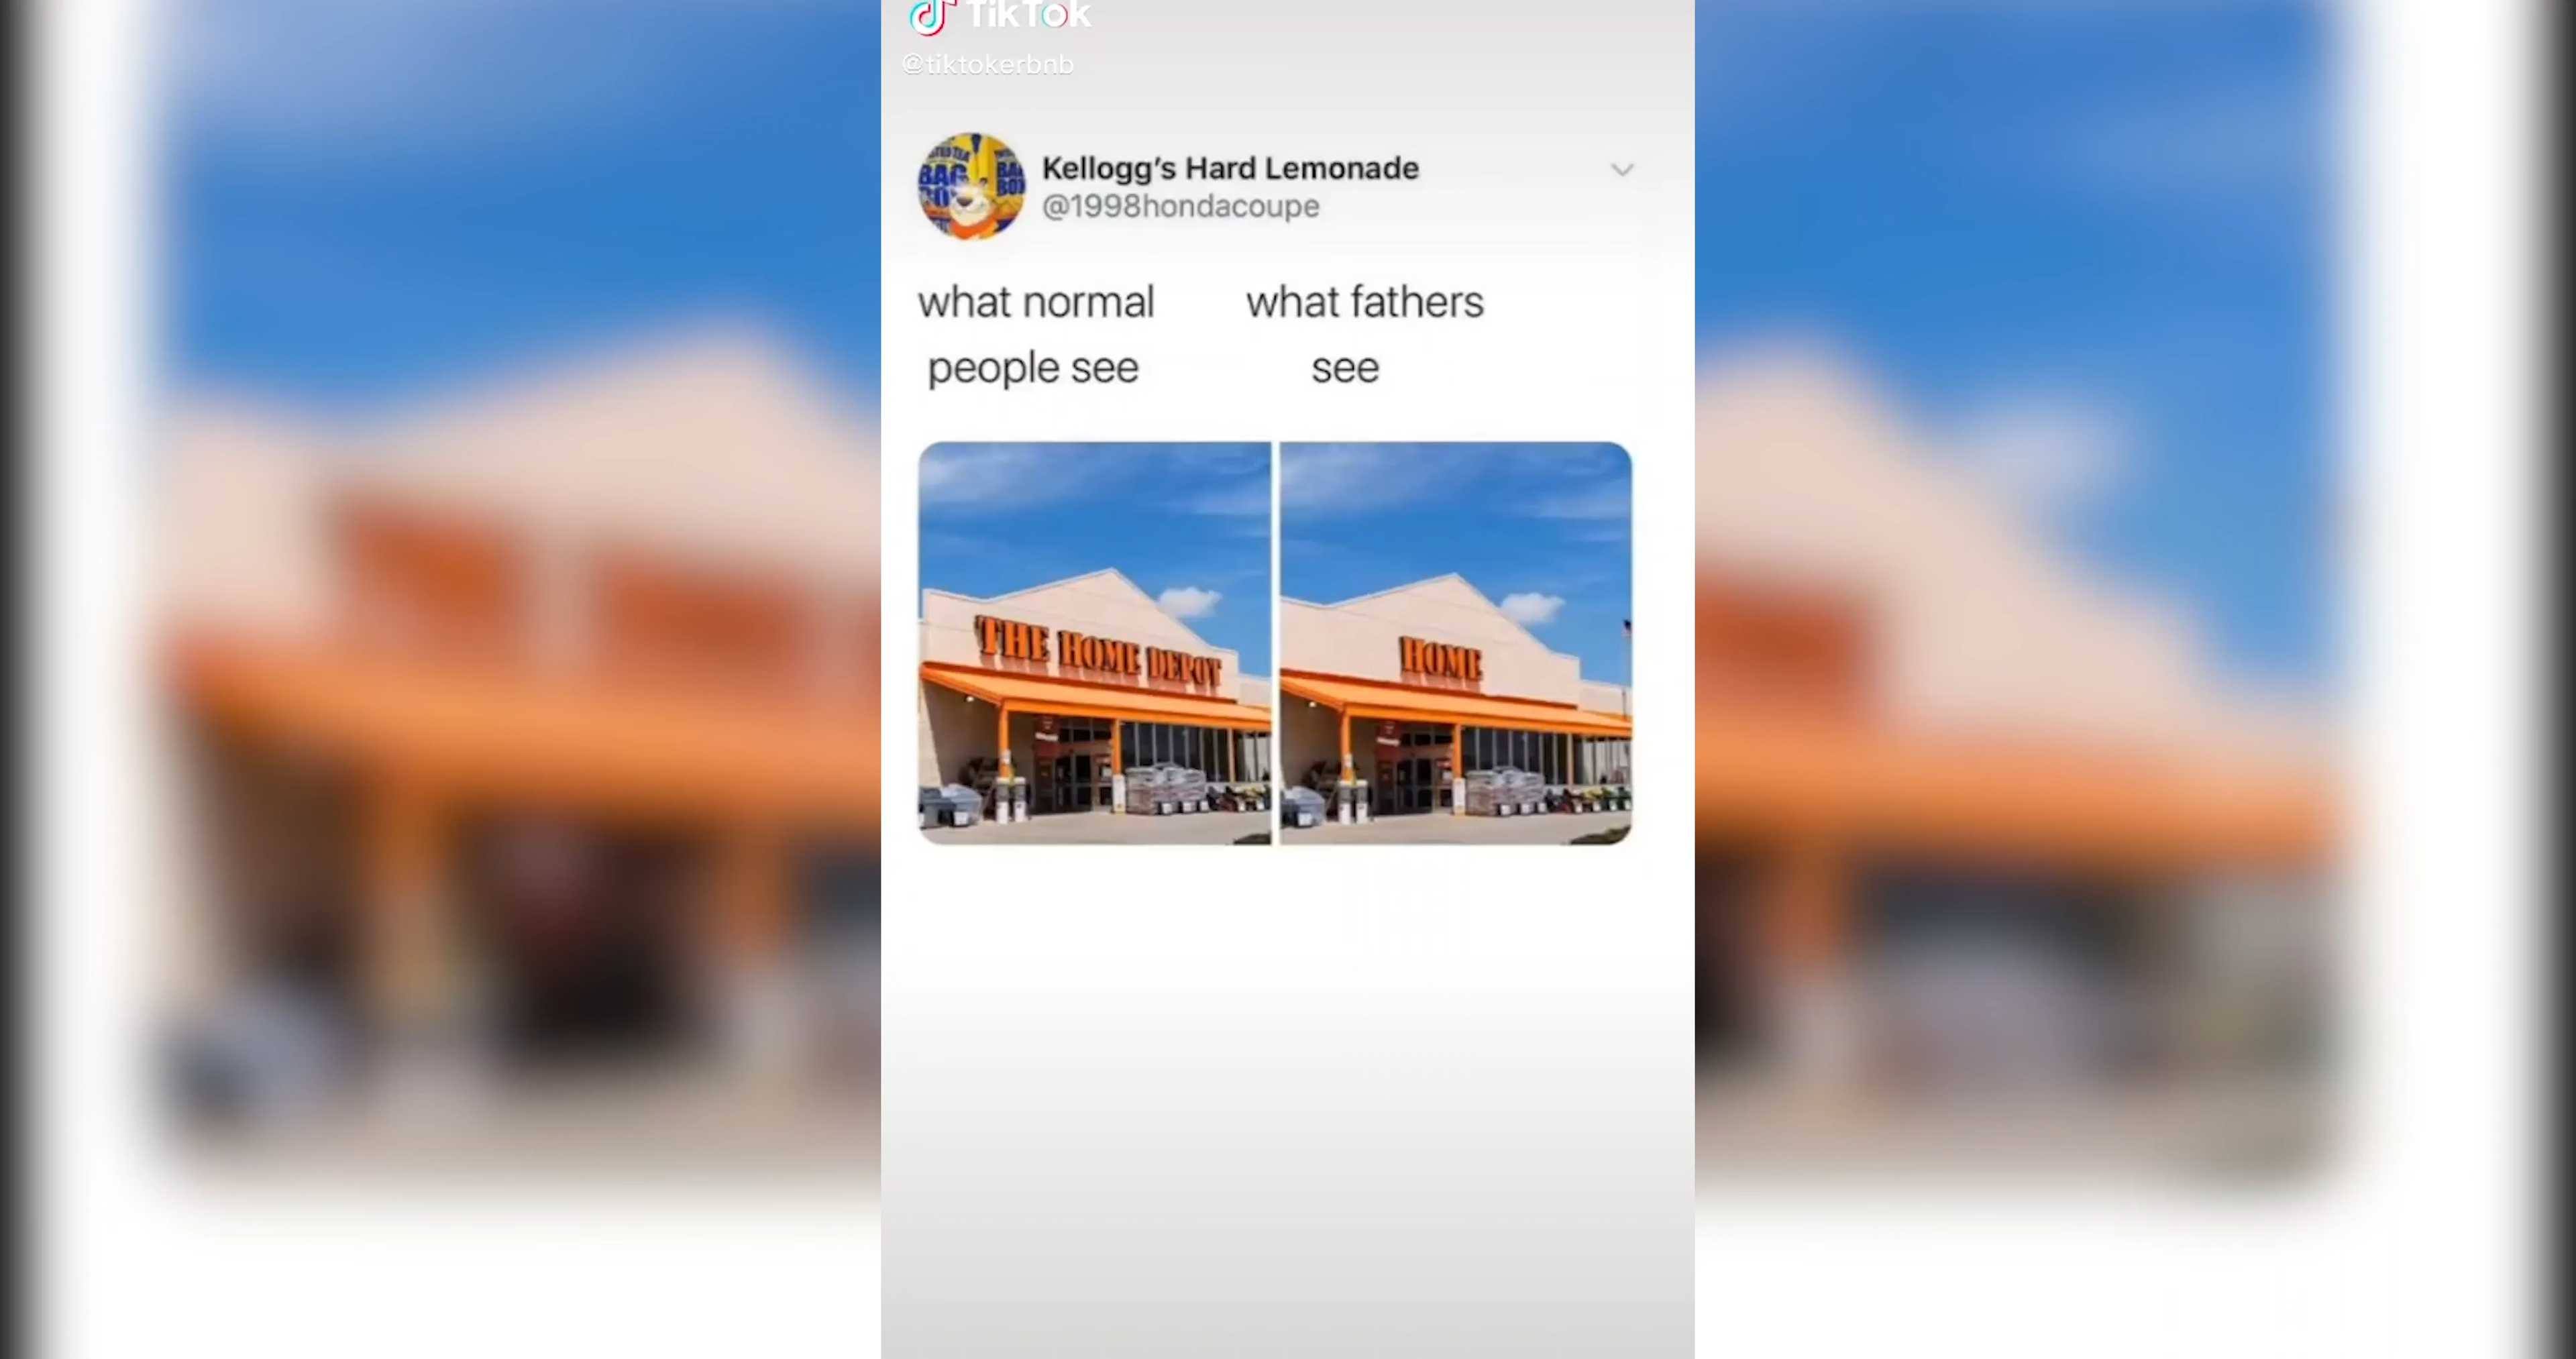 TikTok
@tiktokerbnb
Kellogg's Hard Lemonade
@1998hondacoupe
what normal what fathers
people see see
THE HOME DEPOT
HOME